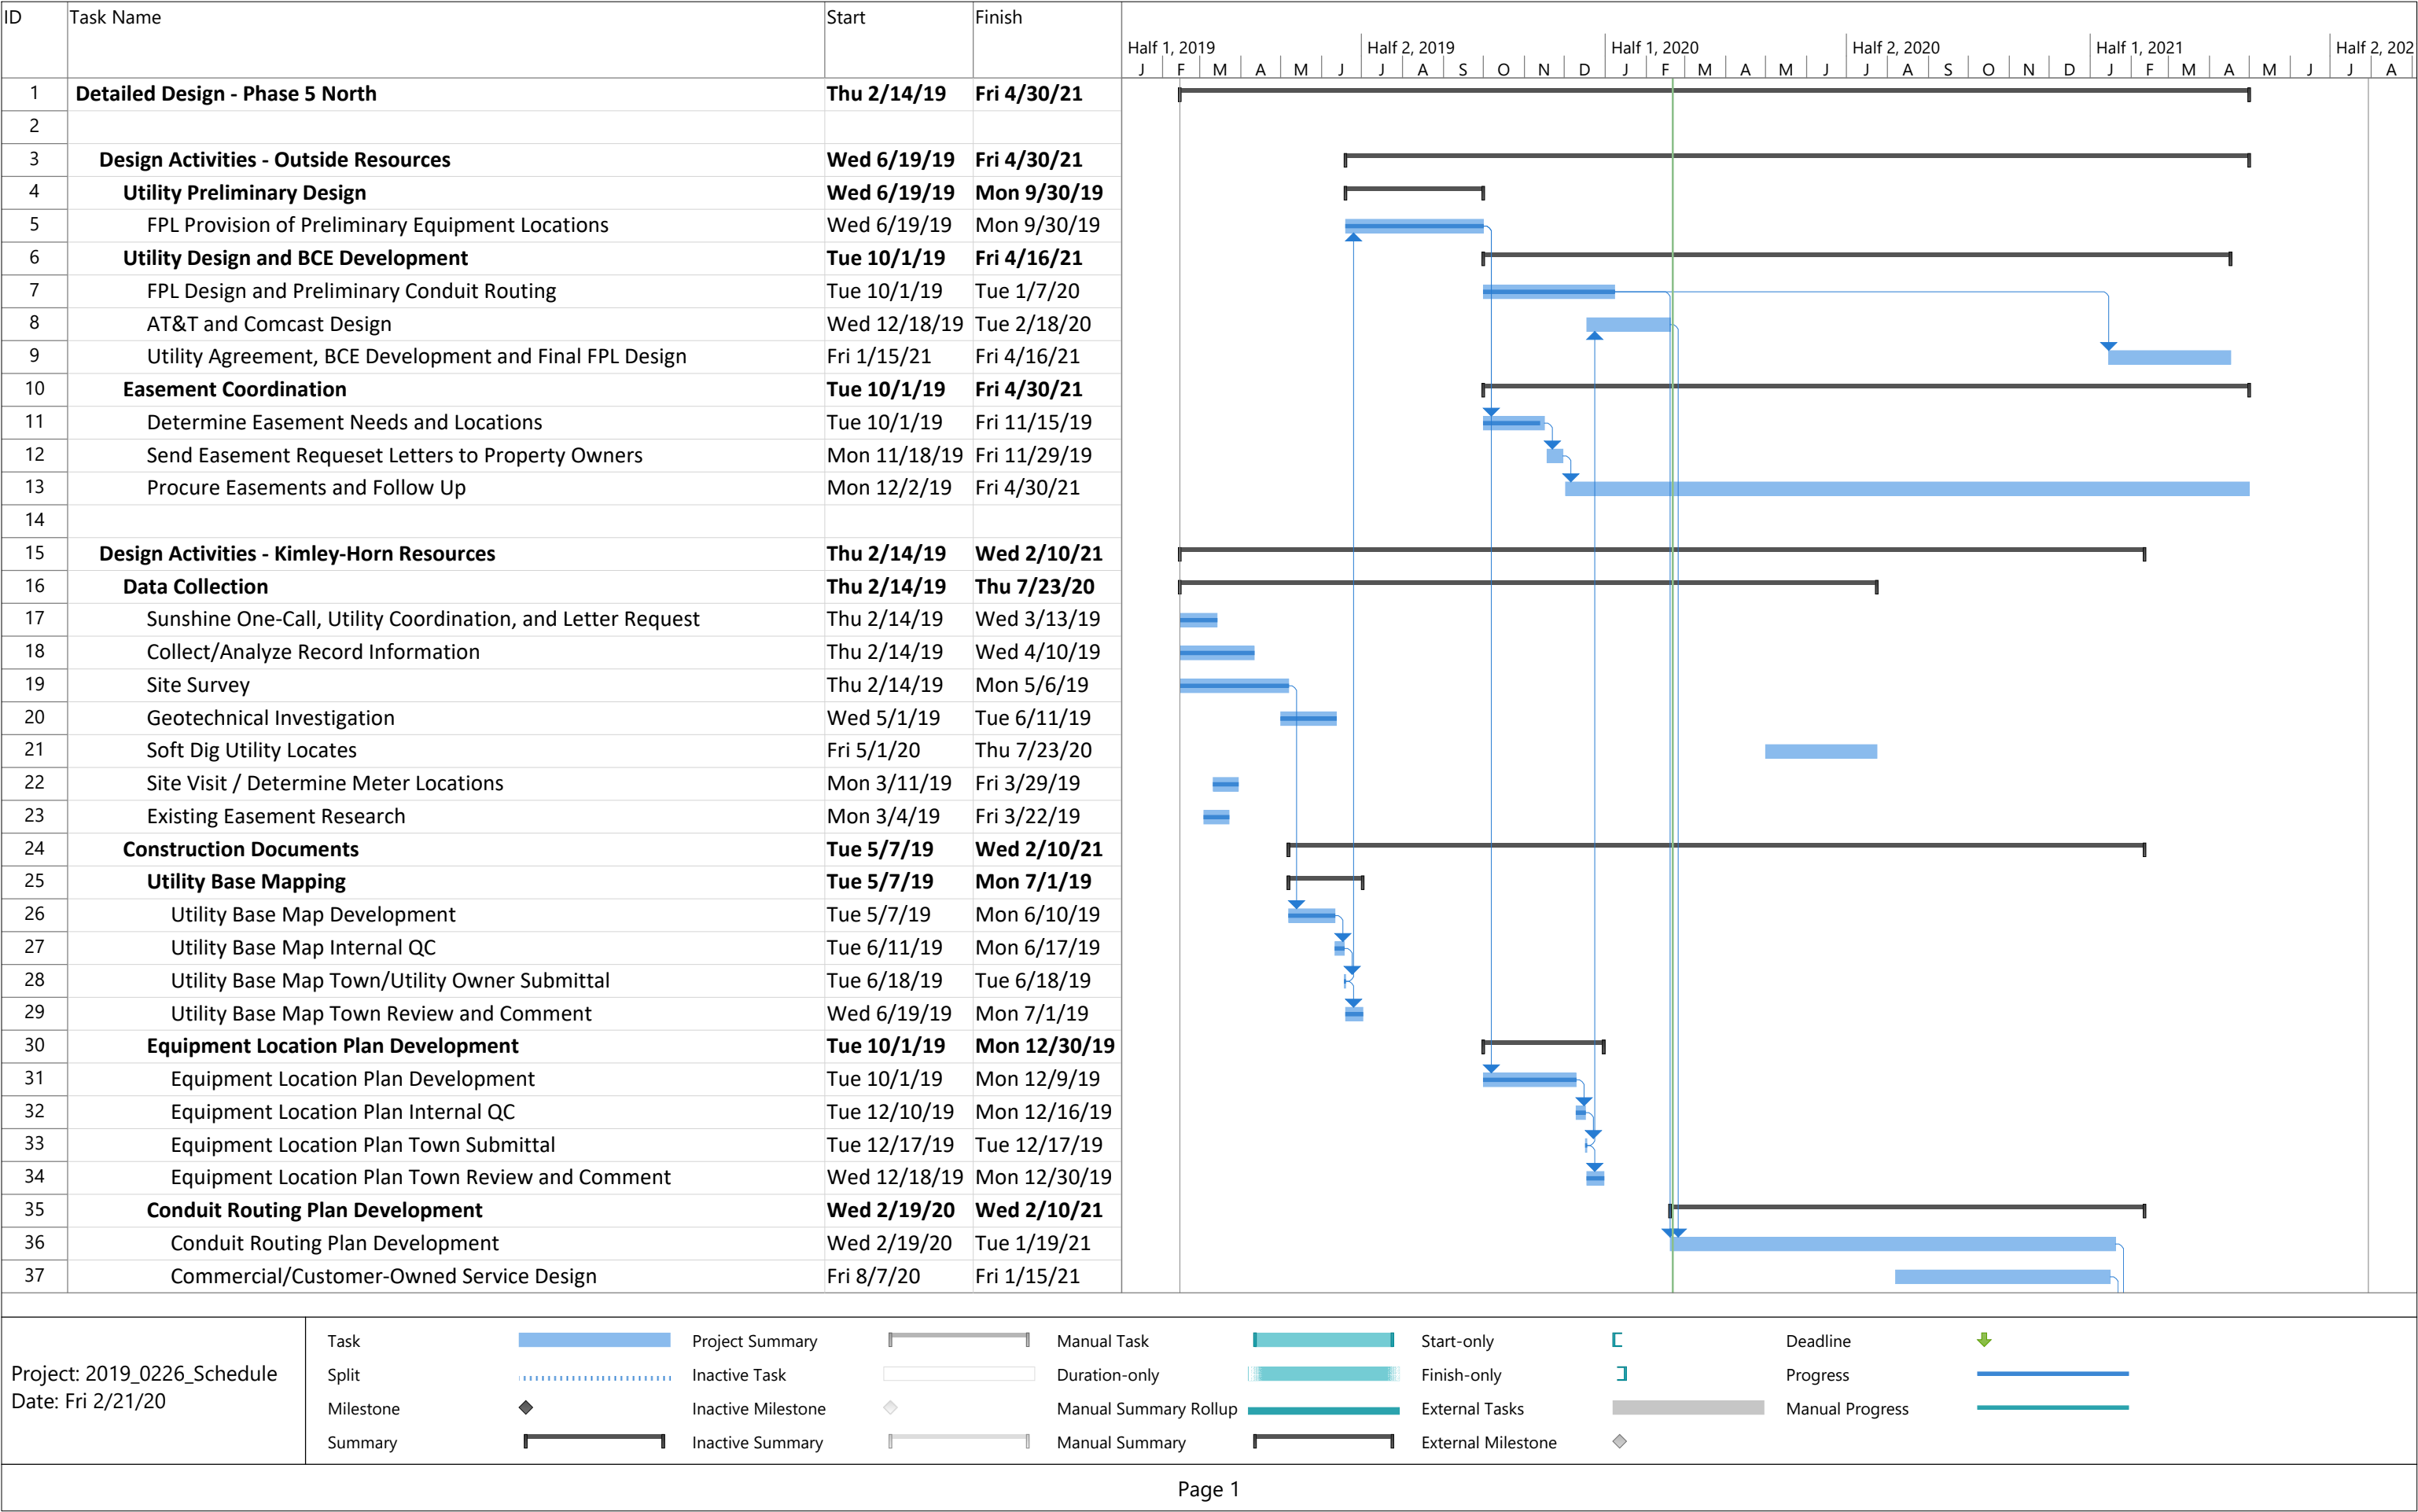 ID Task Name Start Finish
Half 1, 2019 Half 2, 2019 Half 1, 2020 Half 2, 2020 Half 1, 2021 Half 2, 202
J F M A M J J A S O N D J F M A M J J A S O N D J F M A M J J A
1 Detailed Design - Phase 5 North Thu 2/14/19 Fri 4/30/21
2
3 Design Activities - Outside Resources Wed 6/19/19 Fri 4/30/21
4 Utility Preliminary Design Wed 6/19/19 Mon 9/30/19
5 FPL Provision of Preliminary Equipment Locations Wed 6/19/19 Mon 9/30/19
6 Utility Design and BCE Development Tue 10/1/19 Fri 4/16/21
7 FPL Design and Preliminary Conduit Routing Tue 10/1/19 Tue 1/7/20
8 AT&T and Comcast Design Wed 12/18/19 Tue 2/18/20
9 Utility Agreement, BCE Development and Final FPL Design Fri 1/15/21 Fri 4/16/21
10 Easement Coordination Tue 10/1/19 Fri 4/30/21
11 Determine Easement Needs and Locations Tue 10/1/19 Fri 11/15/19
12 Send Easement Requeset Letters to Property Owners Mon 11/18/19 Fri 11/29/19
13 Procure Easements and Follow Up Mon 12/2/19 Fri 4/30/21
14
15 Design Activities - Kimley-Horn Resources Thu 2/14/19 Wed 2/10/21
16 Data Collection Thu 2/14/19 Thu 7/23/20
17 Sunshine One-Call, Utility Coordination, and Letter Request Thu 2/14/19 Wed 3/13/19
18 Collect/Analyze Record Information Thu 2/14/19 Wed 4/10/19
19 Site Survey Thu 2/14/19 Mon 5/6/19
20 Geotechnical Investigation Wed 5/1/19 Tue 6/11/19
21 Soft Dig Utility Locates Fri 5/1/20 Thu 7/23/20
22 Site Visit / Determine Meter Locations Mon 3/11/19 Fri 3/29/19
23 Existing Easement Research Mon 3/4/19 Fri 3/22/19
24 Construction Documents Tue 5/7/19 Wed 2/10/21
25 Utility Base Mapping Tue 5/7/19 Mon 7/1/19
26 Utility Base Map Development Tue 5/7/19 Mon 6/10/19
27 Utility Base Map Internal QC Tue 6/11/19 Mon 6/17/19
28 Utility Base Map Town/Utility Owner Submittal Tue 6/18/19 Tue 6/18/19
29 Utility Base Map Town Review and Comment Wed 6/19/19 Mon 7/1/19
30 Equipment Location Plan Development Tue 10/1/19 Mon 12/30/19
31 Equipment Location Plan Development Tue 10/1/19 Mon 12/9/19
32 Equipment Location Plan Internal QC Tue 12/10/19 Mon 12/16/19
33 Equipment Location Plan Town Submittal Tue 12/17/19 Tue 12/17/19
34 Equipment Location Plan Town Review and Comment Wed 12/18/19 Mon 12/30/19
35 Conduit Routing Plan Development Wed 2/19/20 Wed 2/10/21
36 Conduit Routing Plan Development Wed 2/19/20 Tue 1/19/21
37 Commercial/Customer-Owned Service Design Fri 8/7/20 Fri 1/15/21
Project: 2019_0226_Schedule
Date: Fri 2/21/20
Task Project Summary Manual Task Start-only Deadline
Split Inactive Task Duration-only Finish-only Progress
Milestone Inactive Milestone Manual Summary Rollup External Tasks Manual Progress
Summary Inactive Summary Manual Summary External Milestone
Page 1